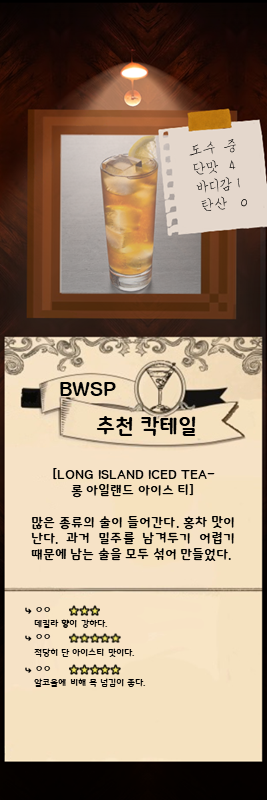 도수 중
단맛 4
바디감 1
탄산 0
BWSP
추천 칵테일
[LONG ISLAND ICED TEA-
롱 아일랜드 아이스 티]
많은 종류의 술이 들어간다. 홍차 맛이
난다. 과거 밀주를 남겨두기 어렵기
때문에 남는 술을 모두 섞어 만들었다.
↳ ㅇㅇ ★★★
데킬라 향이 강하다.
↳ ㅇㅇ ★★★★★
적당히 단 아이스티 맛이다.
↳ ㅇㅇ ★★★★★
알코올에 비해 목 넘김이 좋다.